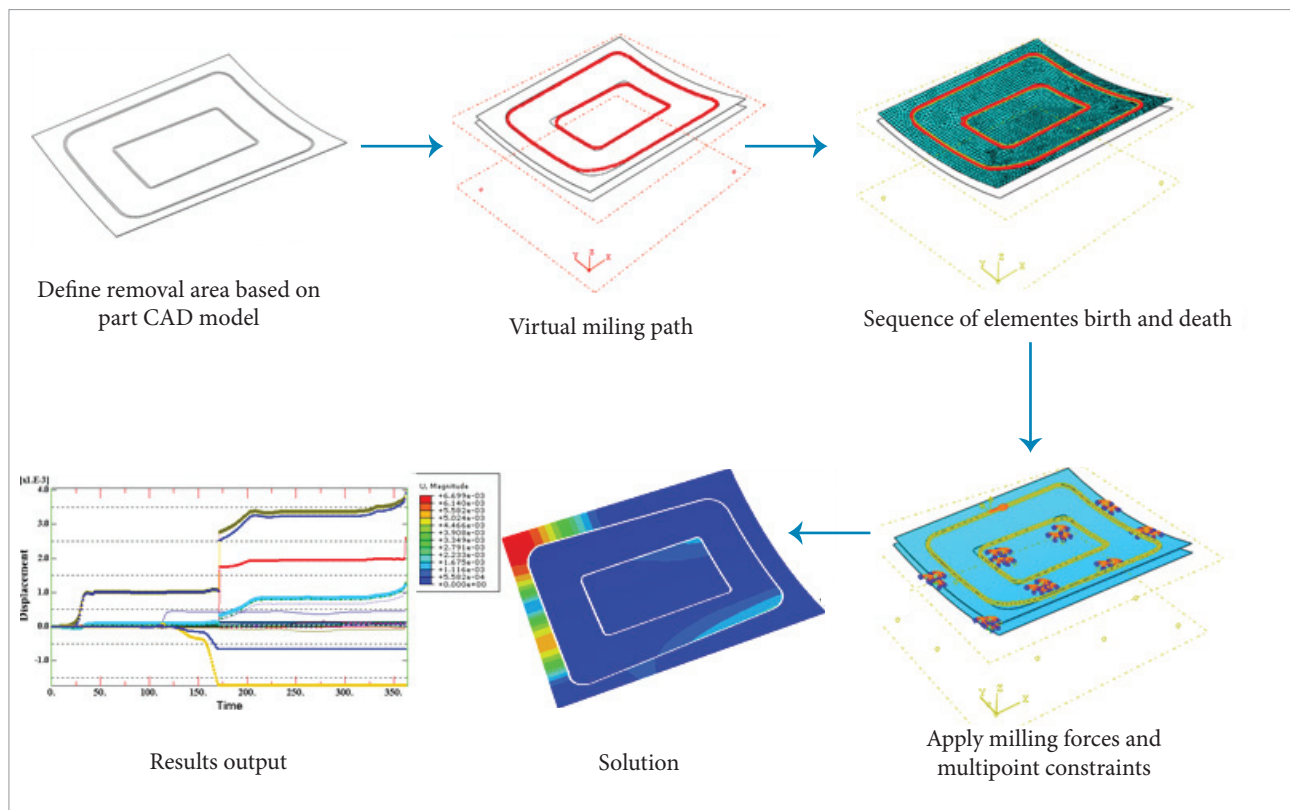 Define removal area based on
part CAD model
Virtual miling path
Sequence of elementes birth and death
Y Z X
Y Z X
[x1.E-3]
4.0
3.0
2.0
1.0
0.0
-1.0
Displacement
0. 50. 100. 150. 200. 250. 300. 350.
Time
Results output
U, Magnitude
+6.699e-03
+6.140e-03
+5.582e-03
+5.024e-03
+4.466e-03
+3.908e-03
+3.349e-03
+2.791e-03
+2.233e-03
+1.675e-03
+1.116e-03
+5.582e-04
+0.000e+00
Solution
Y Z X
Apply milling forces and
multipoint constraints